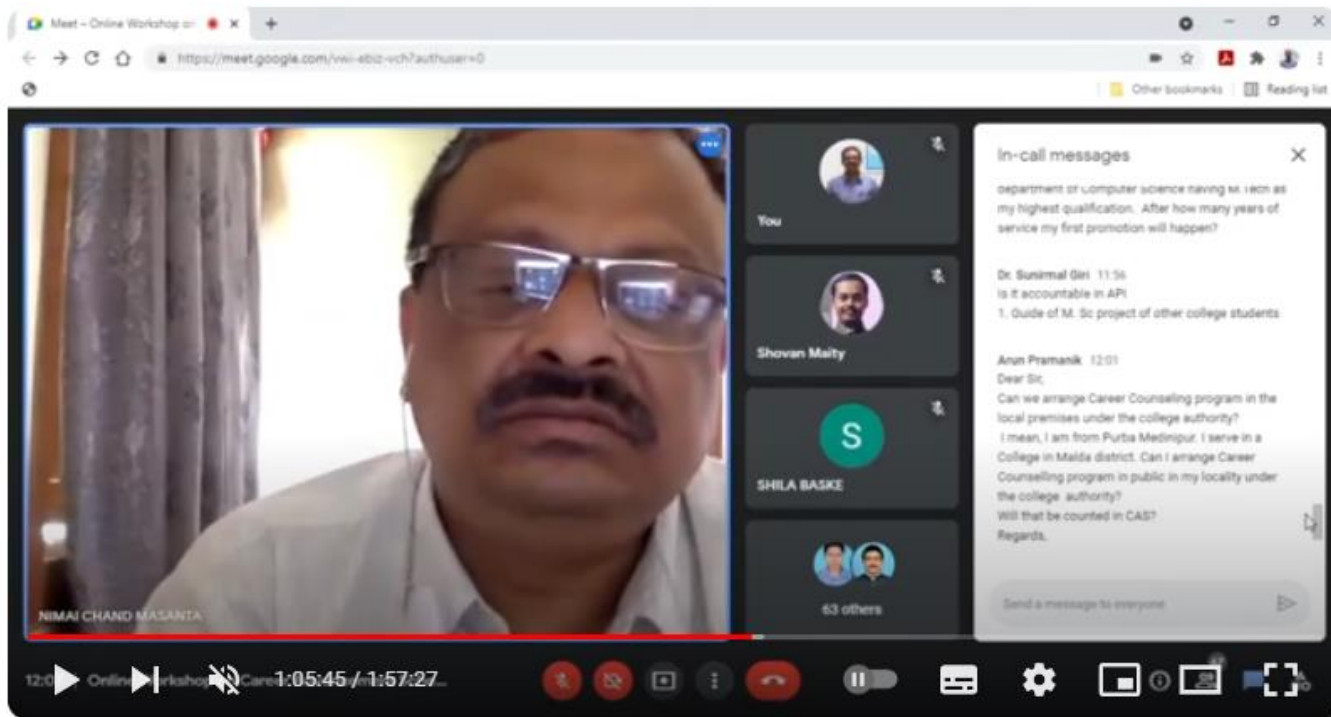 Meet – Online Workshop on
https://meet.google.com/vwi-ebiz-vch?authuser=0
Other bookmarks
Reading list
NIMAI CHAND MASANTA
You
Shovan Maity
S
SHILA BASKE
63 others
In-call messages
department of Computer Science having M.Tech as
my highest qualification. After how many years of
service my first promotion will happen?
Dr. Sunirmal Giri 11:56
Is it accountable in API
1. Guide of M. Sc project of other college students
Arun Pramanik 12:01
Dear Sir,
Can we arrange Career Counseling program in the
local premises under the college authority?
I mean, I am from Purba Medinipur. I serve in a
College in Malda district. Can I arrange Career
Counselling program in public in my locality under
the college authority?
Will that be counted in CAS?
Regards,
Send a message to everyone
Online Workshop
1:05:45 / 1:57:27